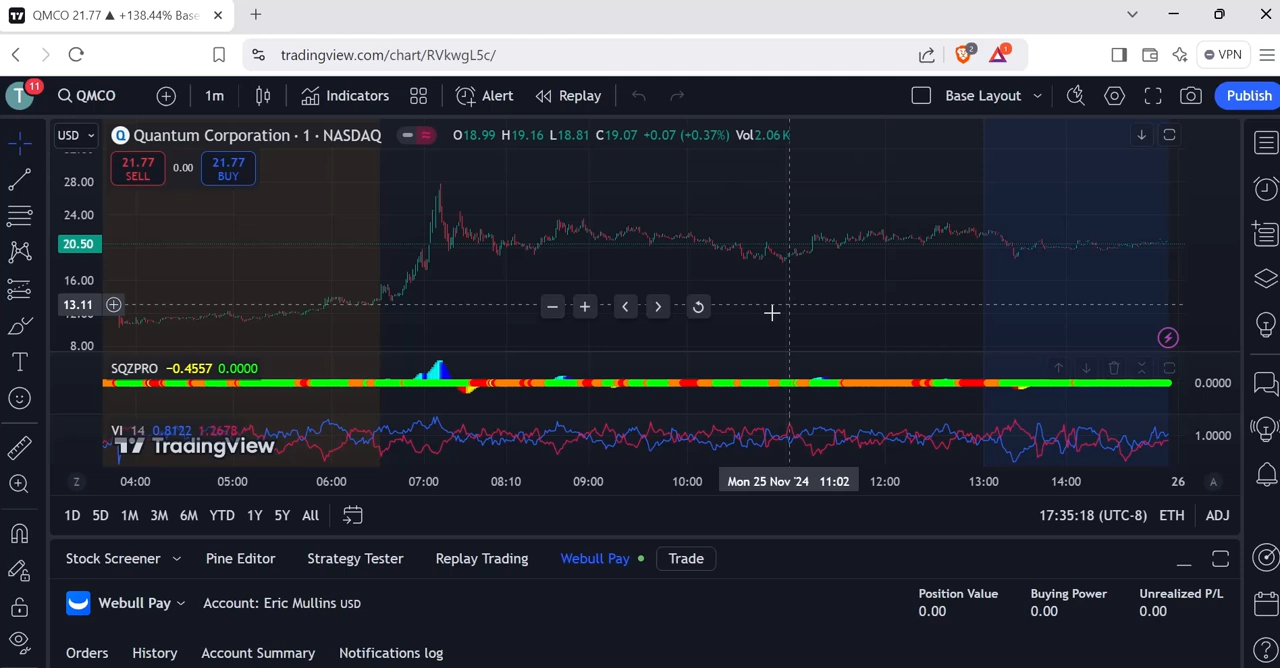 QMCO 21.77 ▲ +138.44% Base
tradingview.com/chart/RVkwgL5c/
2
1
VPN
T
11
QMCO
1m
Indicators
Alert
Replay
Base Layout
Publish
USD
Q Quantum Corporation · 1 · NASDAQ
O18.99 H19.16 L18.81 C19.07 +0.07 (+0.37%) Vol2.06K
21.77
SELL
0.00
21.77
BUY
28.00
24.00
20.50
16.00
13.11
8.00
SQZPRO −0.4557 0.0000
0.0000
VI 14 0.8122 1.2678
1.0000
TradingView
Z
04:00
05:00
06:00
07:00
08:10
09:00
10:00
Mon 25 Nov '24 11:02
12:00
13:00
14:00
26
A
1D 5D 1M 3M 6M YTD 1Y 5Y All
17:35:18 (UTC-8) ETH ADJ
Stock Screener Pine Editor Strategy Tester Replay Trading Webull Pay Trade
Webull Pay Account: Eric Mullins USD
Position Value Buying Power Unrealized P/L
0.00 0.00 0.00
Orders History Account Summary Notifications log